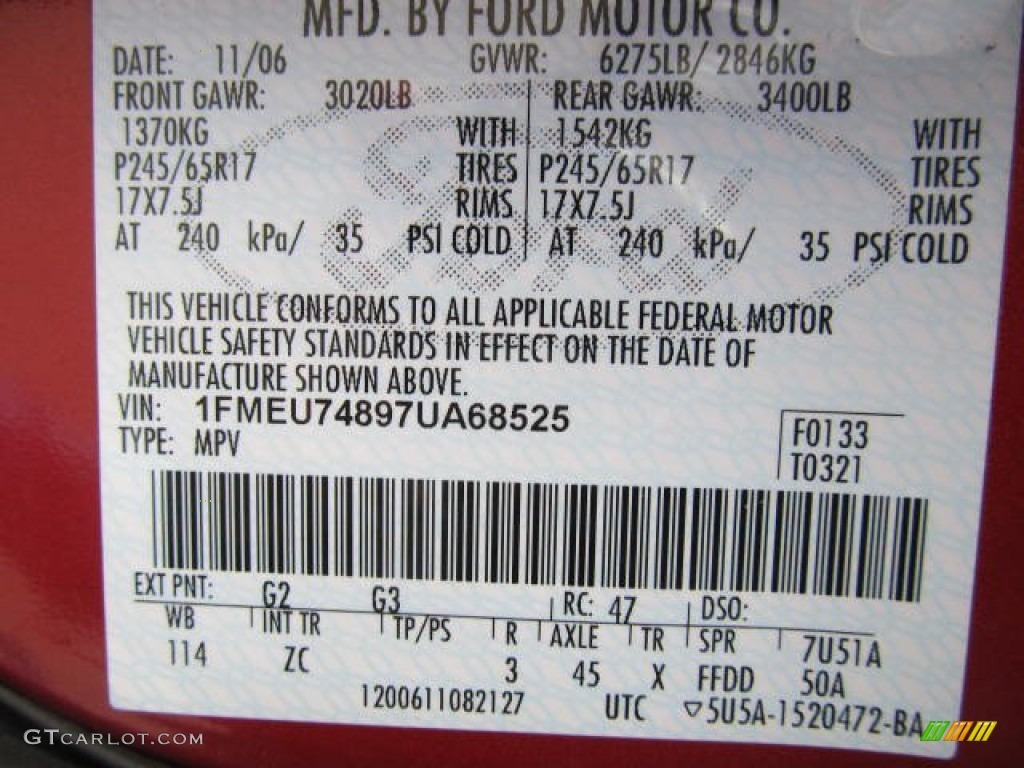 MFD. BY FORD MOTOR CO.
DATE: 11/06 GVWR: 6275LB/ 2846KG
FRONT GAWR: 3020LB REAR GAWR: 3400LB
1370KG WITH 1542KG WITH
P245/65R17 TIRES P245/65R17 TIRES
17X7.5J RIMS 17X7.5J RIMS
AT 240 kPa/ 35 PSI COLD AT 240 kPa/ 35 PSI COLD
THIS VEHICLE CONFORMS TO ALL APPLICABLE FEDERAL MOTOR
VEHICLE SAFETY STANDARDS IN EFFECT ON THE DATE OF
MANUFACTURE SHOWN ABOVE.
VIN: 1FMEU74897UA68525
TYPE: MPV
F0133
T0321
EXT PNT: G2 G3 RC: 47 DSO:
WB INT TR TP/PS R AXLE TR SPR 7U51A
114 ZC 3 45 X FFDD 50A
1200611082127 UTC ▽5U5A-1520472-BA
GTCARLOT.COM